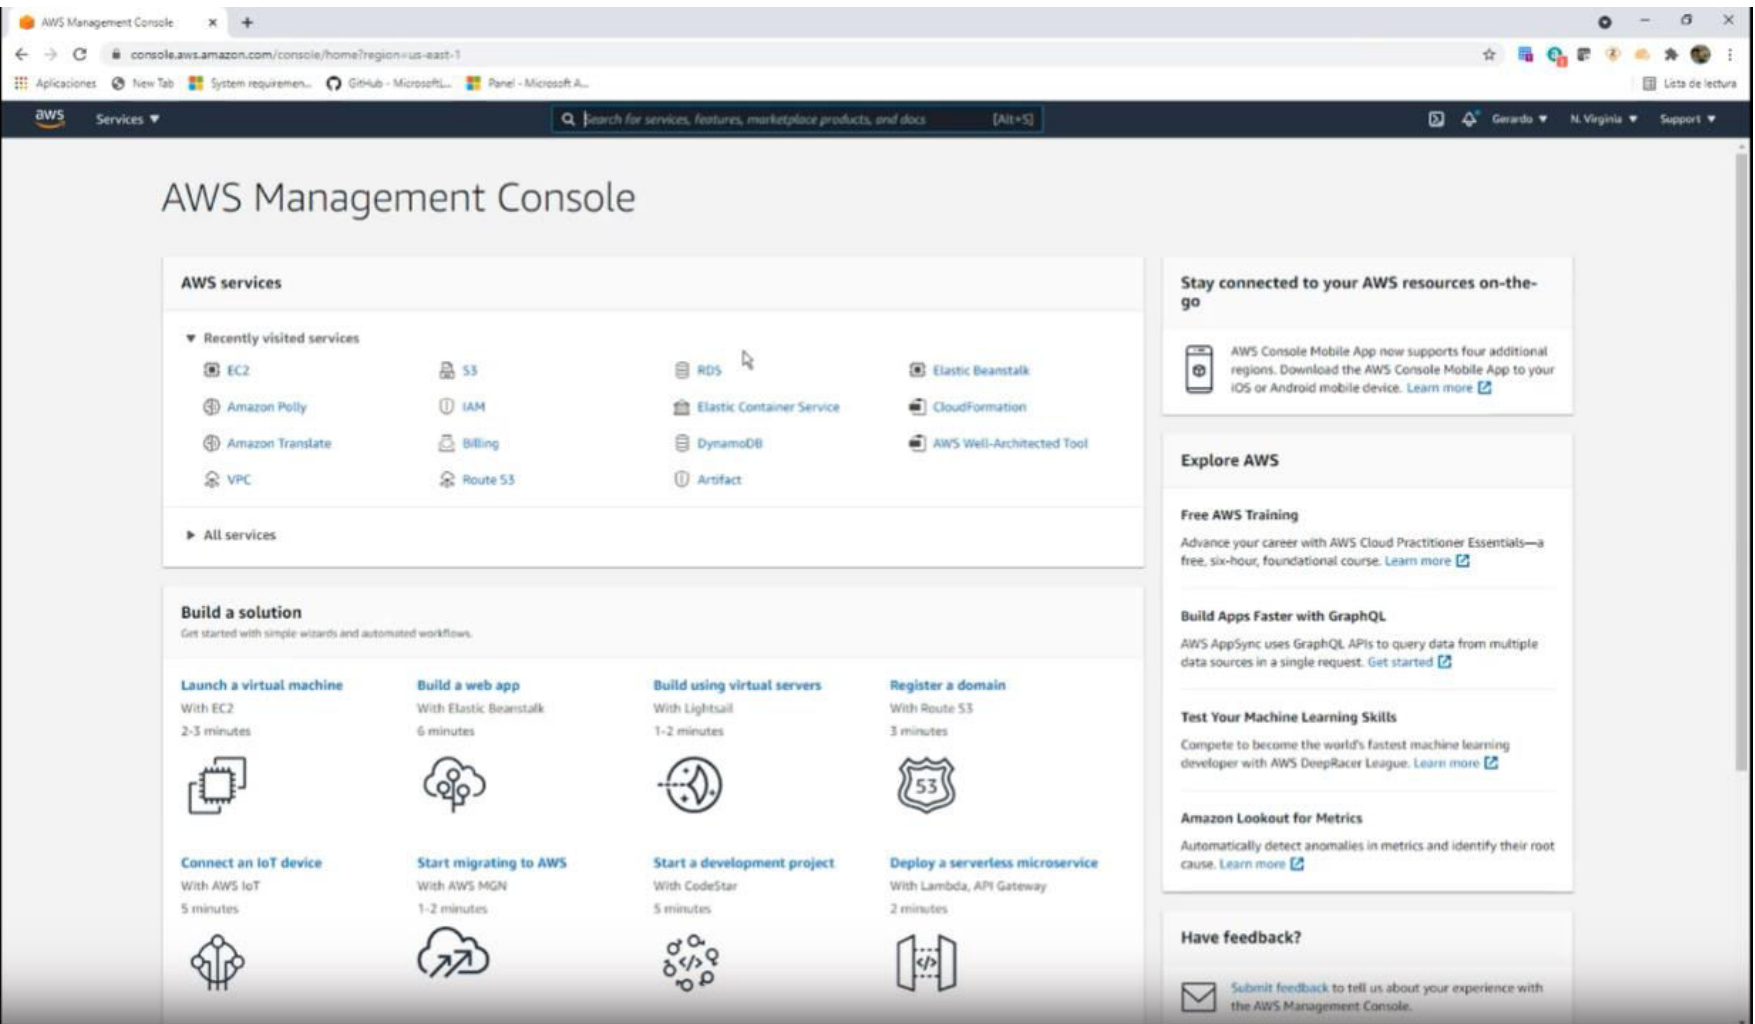 AWS Management Console
console.aws.amazon.com/console/home?region=us-east-1
Aplicaciones New Tab System requiremen... GitHub - MicrosoftL... Panel - Microsoft A...
Lista de lectura
aws Services Search for services, features, marketplace products, and docs [Alt+S] Gerardo N. Virginia Support
AWS Management Console
AWS services
Recently visited services
EC2 S3 RDS Elastic Beanstalk
Amazon Polly IAM Elastic Container Service CloudFormation
Amazon Translate Billing DynamoDB AWS Well-Architected Tool
VPC Route 53 Artifact
All services
Build a solution
Get started with simple wizards and automated workflows.
Launch a virtual machine Build a web app Build using virtual servers Register a domain
With EC2 With Elastic Beanstalk With Lightsail With Route 53
2-3 minutes 6 minutes 1-2 minutes 3 minutes
53
Connect an IoT device Start migrating to AWS Start a development project Deploy a serverless microservice
With AWS IoT With AWS MGN With CodeStar With Lambda, API Gateway
5 minutes 1-2 minutes 5 minutes 2 minutes
</>
</>
Stay connected to your AWS resources on-the-
go
AWS Console Mobile App now supports four additional
regions. Download the AWS Console Mobile App to your
iOS or Android mobile device. Learn more
Explore AWS
Free AWS Training
Advance your career with AWS Cloud Practitioner Essentials—a
free, six-hour, foundational course. Learn more
Build Apps Faster with GraphQL
AWS AppSync uses GraphQL APIs to query data from multiple
data sources in a single request. Get started
Test Your Machine Learning Skills
Compete to become the world's fastest machine learning
developer with AWS DeepRacer League. Learn more
Amazon Lookout for Metrics
Automatically detect anomalies in metrics and identify their root
cause. Learn more
Have feedback?
Submit feedback to tell us about your experience with
the AWS Management Console.